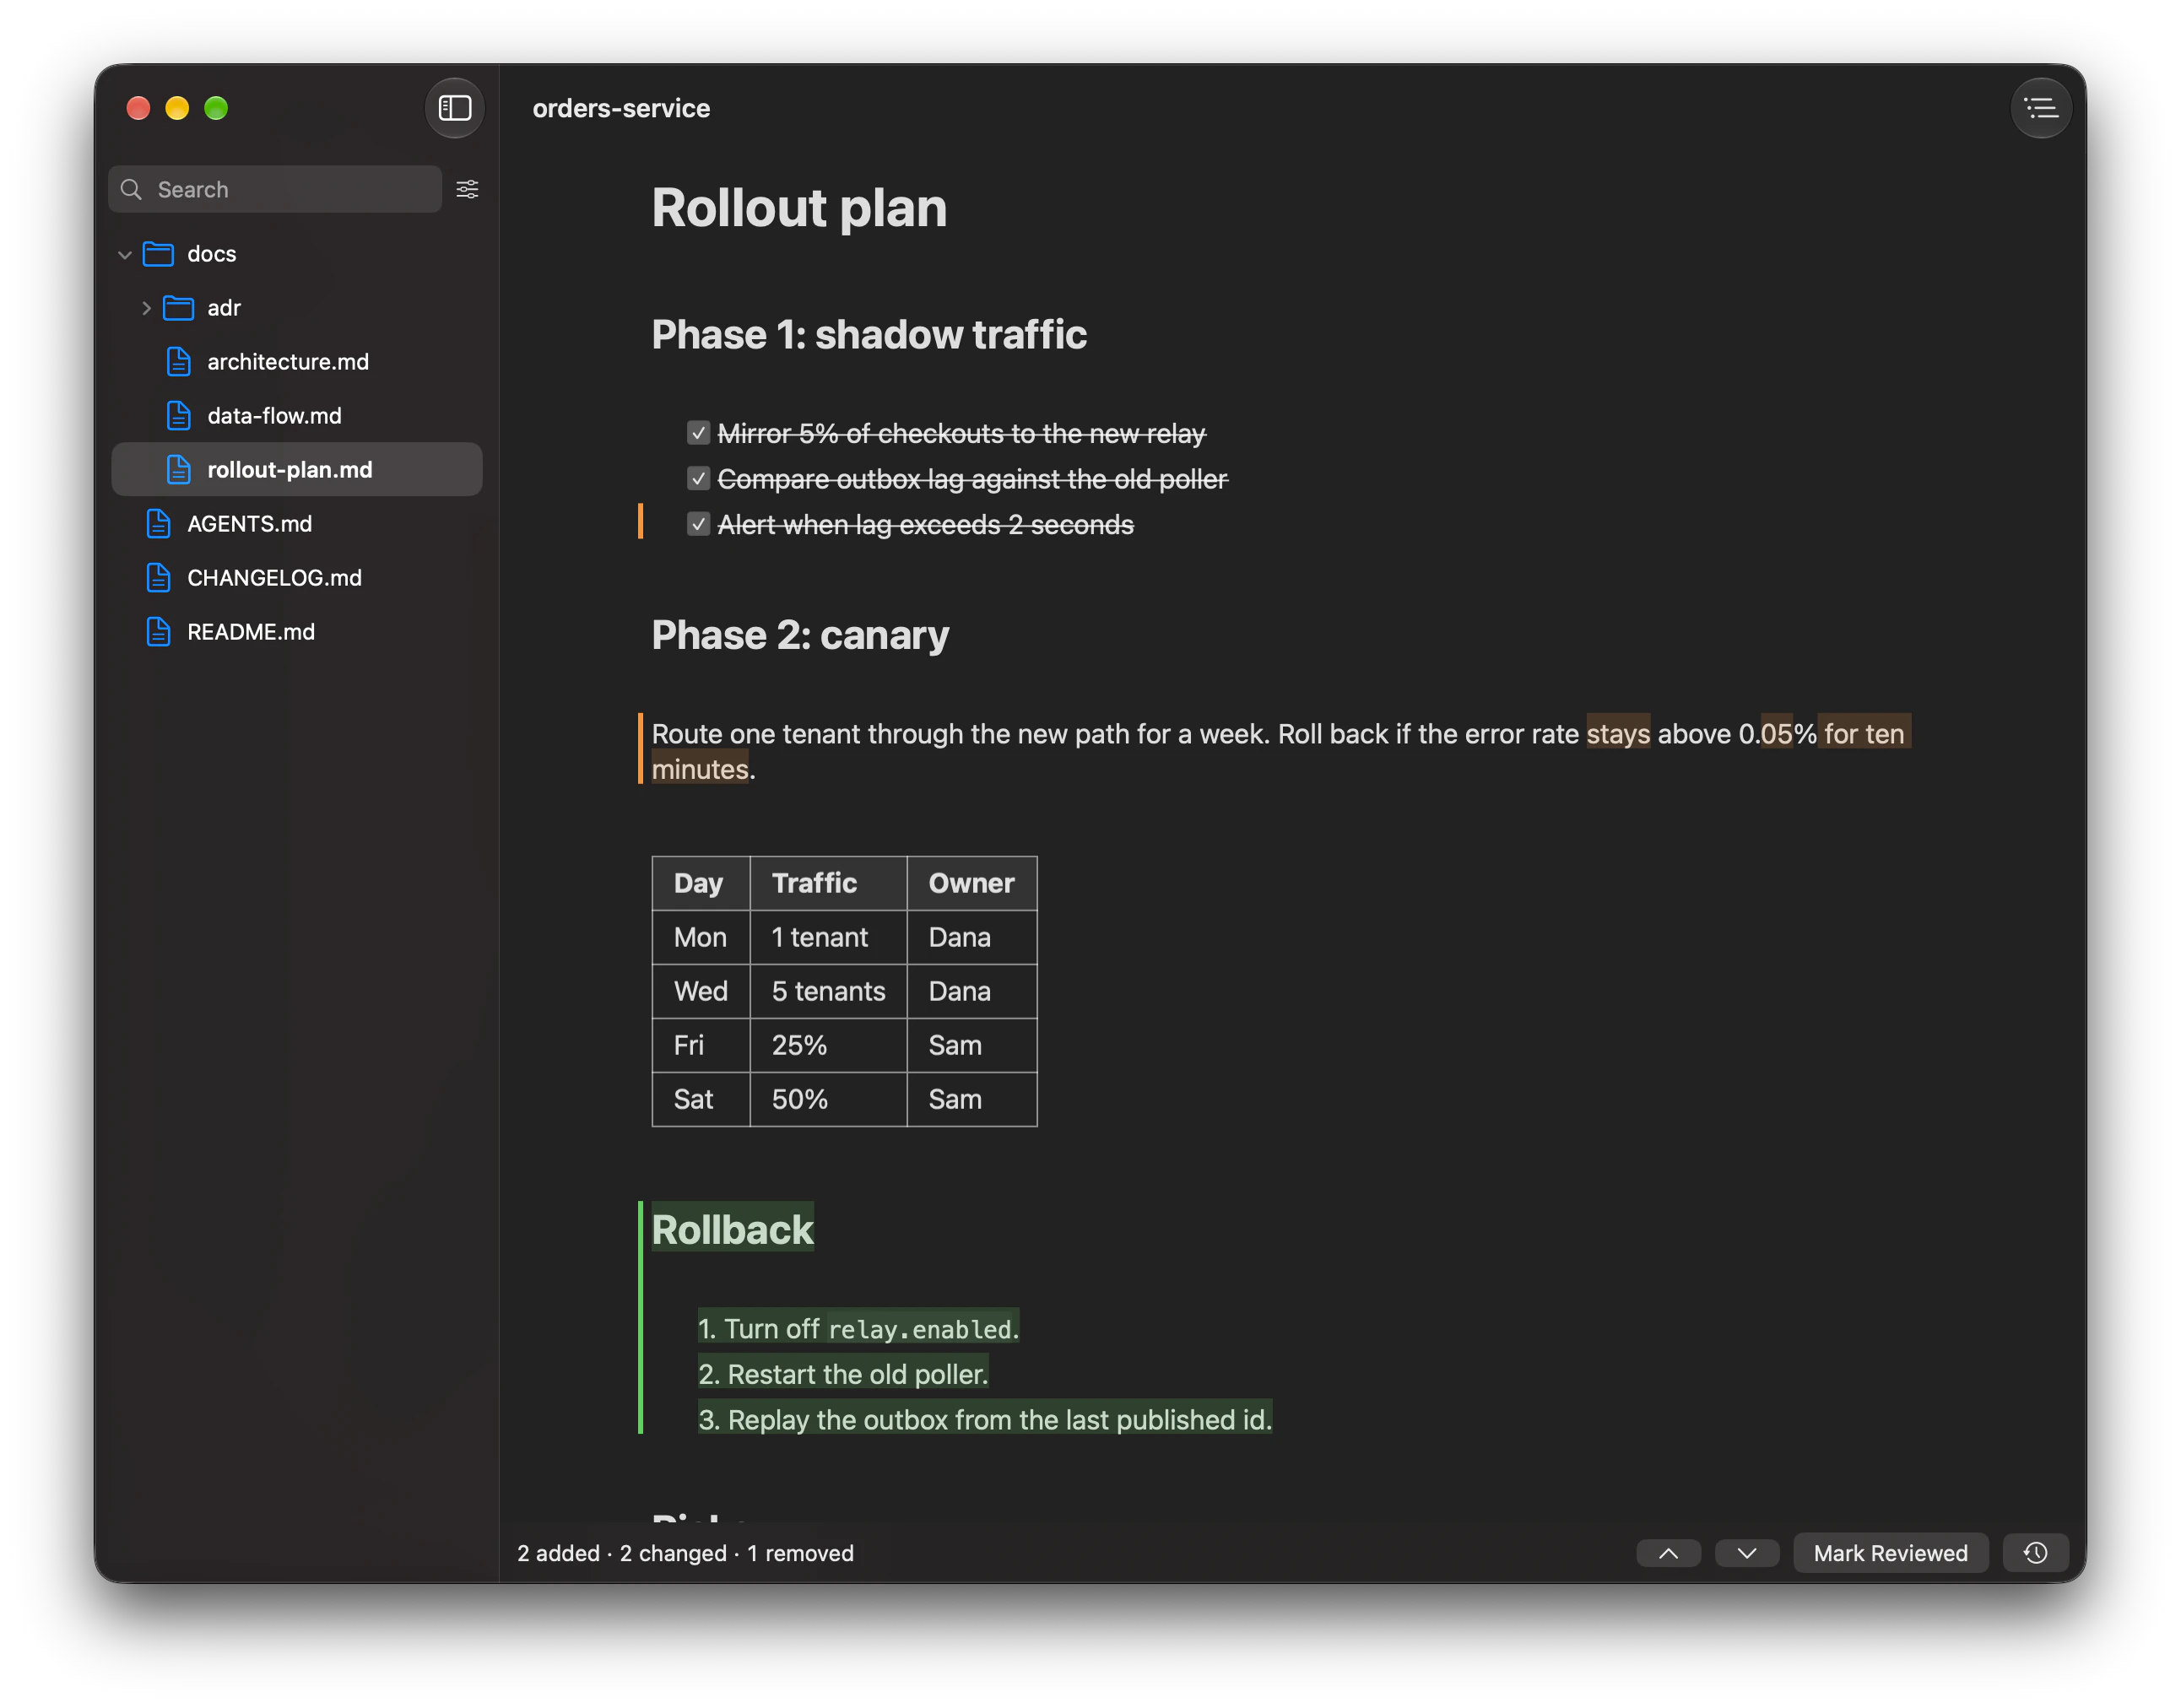 orders-service
Search
docs
adr
architecture.md
data-flow.md
rollout-plan.md
AGENTS.md
CHANGELOG.md
README.md
Rollout plan
Phase 1: shadow traffic
Mirror 5% of checkouts to the new relay
Compare outbox lag against the old poller
Alert when lag exceeds 2 seconds
Phase 2: canary
Route one tenant through the new path for a week. Roll back if the error rate stays above 0.05% for ten
minutes.
Day Traffic Owner
Mon 1 tenant Dana
Wed 5 tenants Dana
Fri 25% Sam
Sat 50% Sam
Rollback
1. Turn off relay.enabled.
2. Restart the old poller.
3. Replay the outbox from the last published id.
2 added · 2 changed · 1 removed
Mark Reviewed